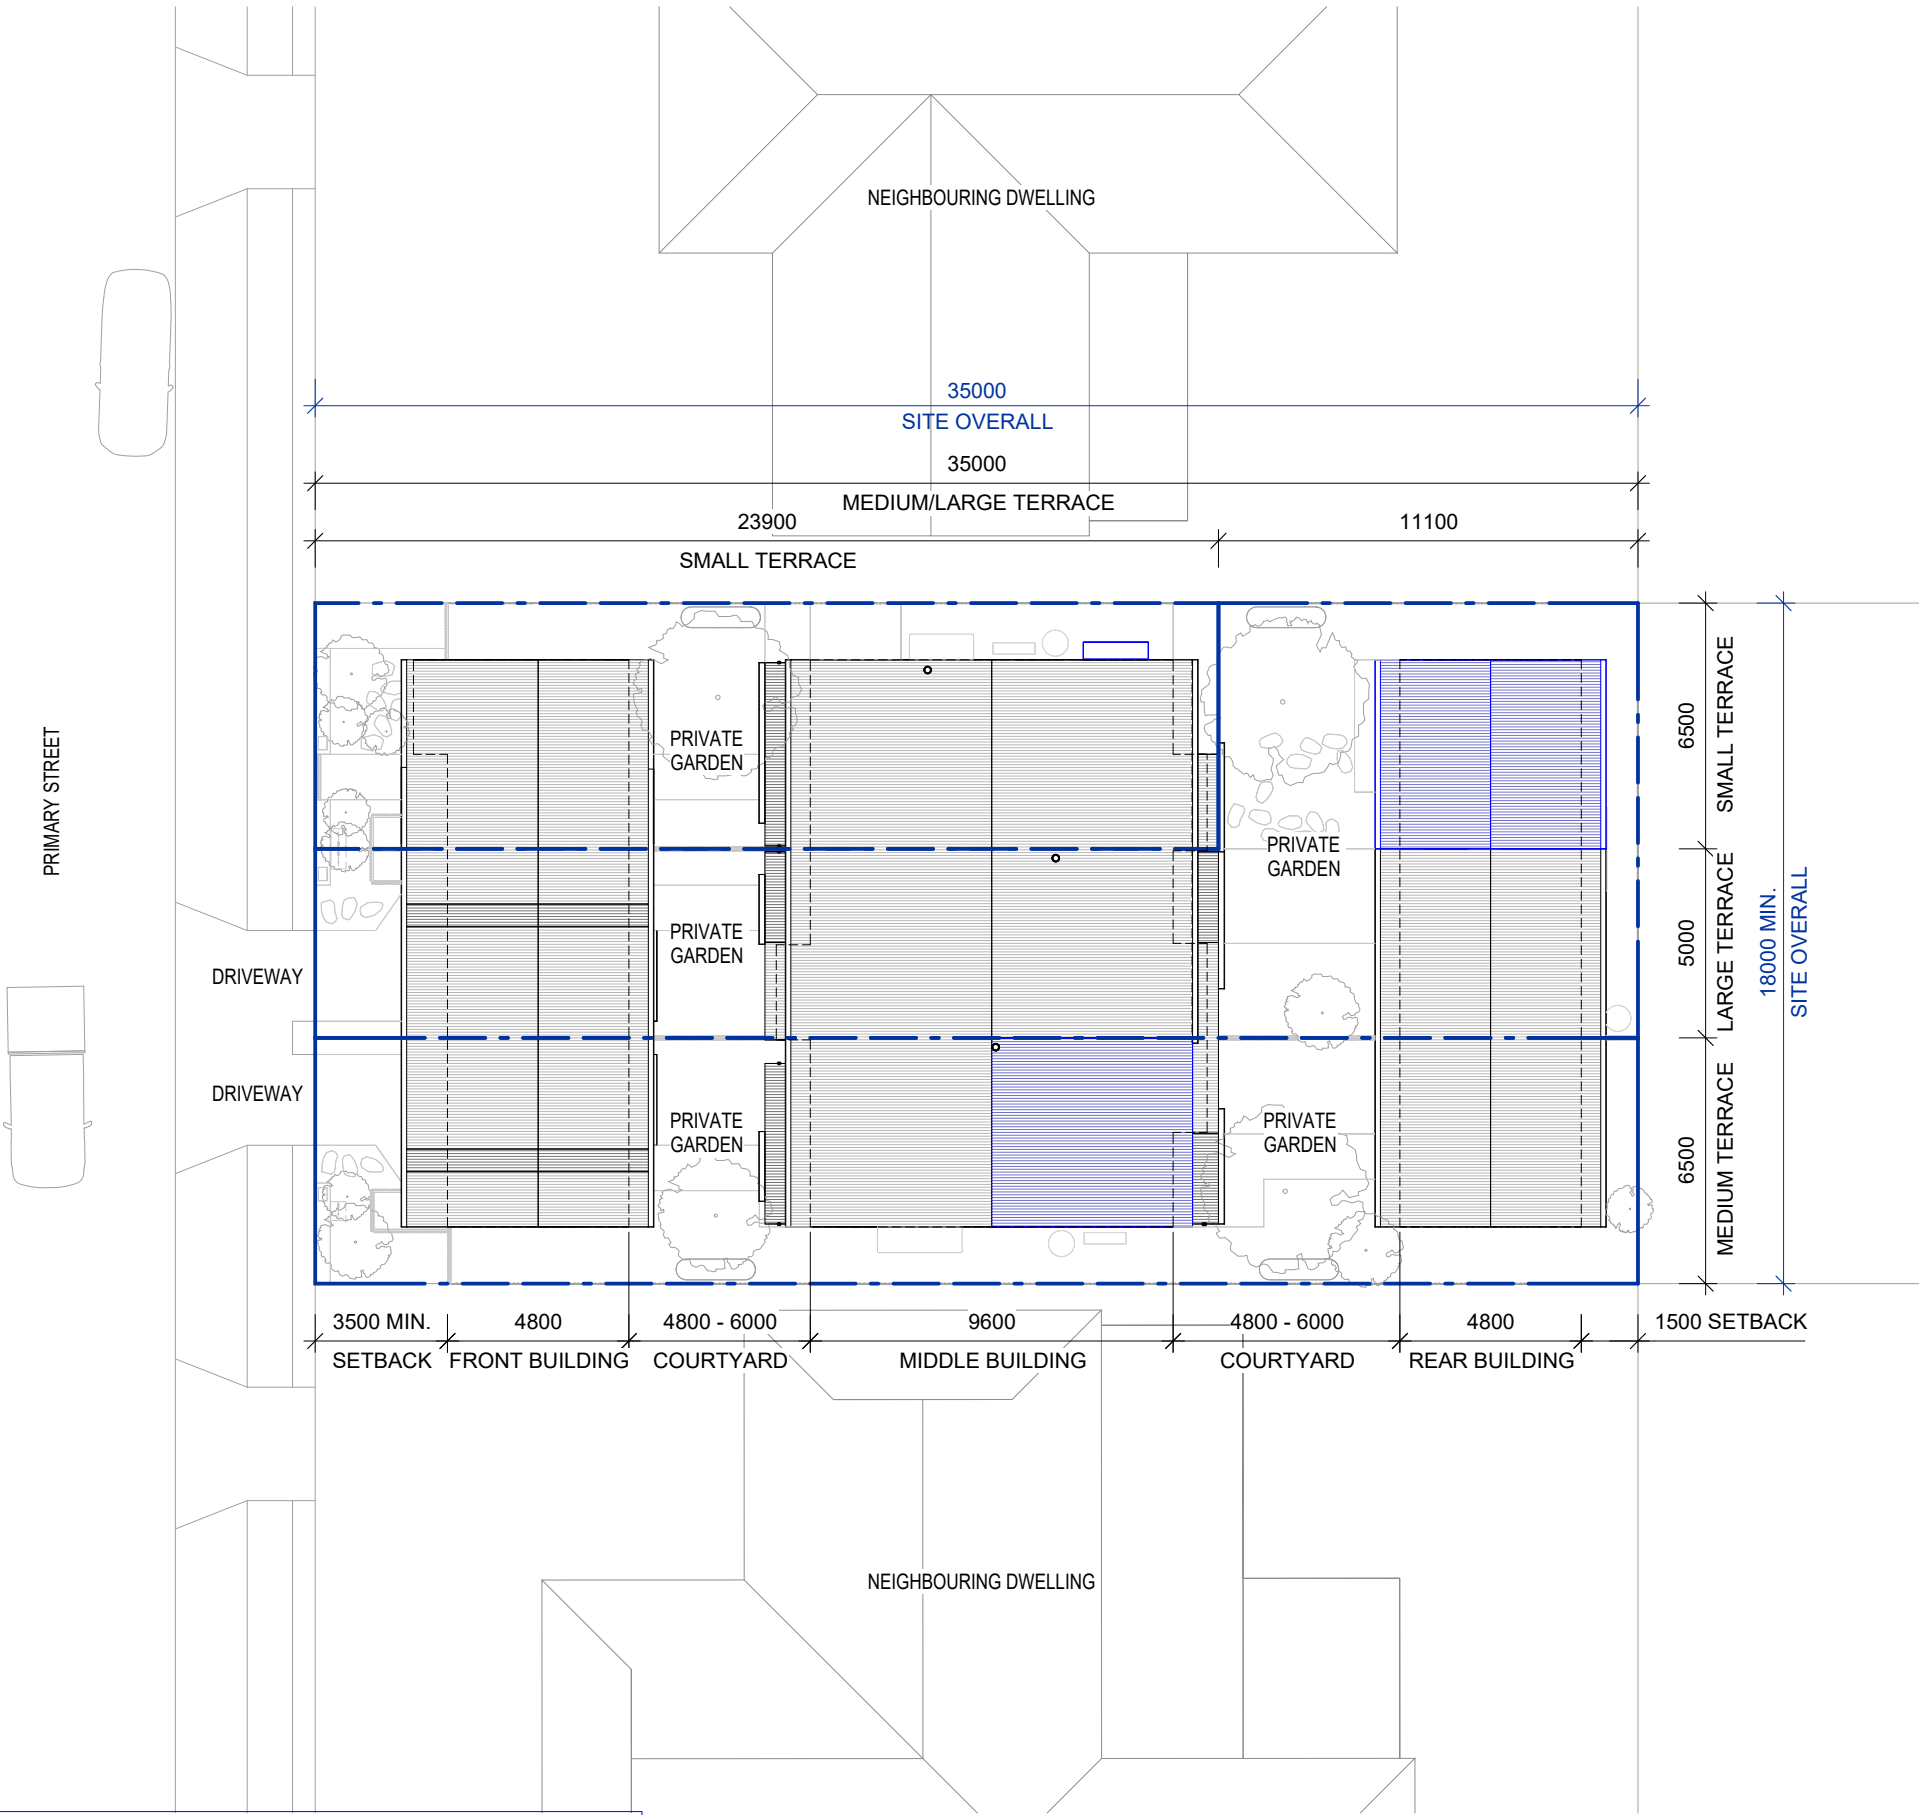 NEIGHBOURING DWELLING
35000
SITE OVERALL
35000
MEDIUM/LARGE TERRACE
23900
11100
SMALL TERRACE
PRIMARY STREET
PRIVATE
GARDEN
PRIVATE
GARDEN
PRIVATE
GARDEN
PRIVATE
GARDEN
PRIVATE
GARDEN
DRIVEWAY
DRIVEWAY
6500
SMALL TERRACE
5000
LARGE TERRACE
6500
MEDIUM TERRACE
18000 MIN.
SITE OVERALL
3500 MIN.
4800
4800 - 6000
9600
4800 - 6000
4800
1500 SETBACK
SETBACK
FRONT BUILDING
COURTYARD
MIDDLE BUILDING
COURTYARD
REAR BUILDING
NEIGHBOURING DWELLING